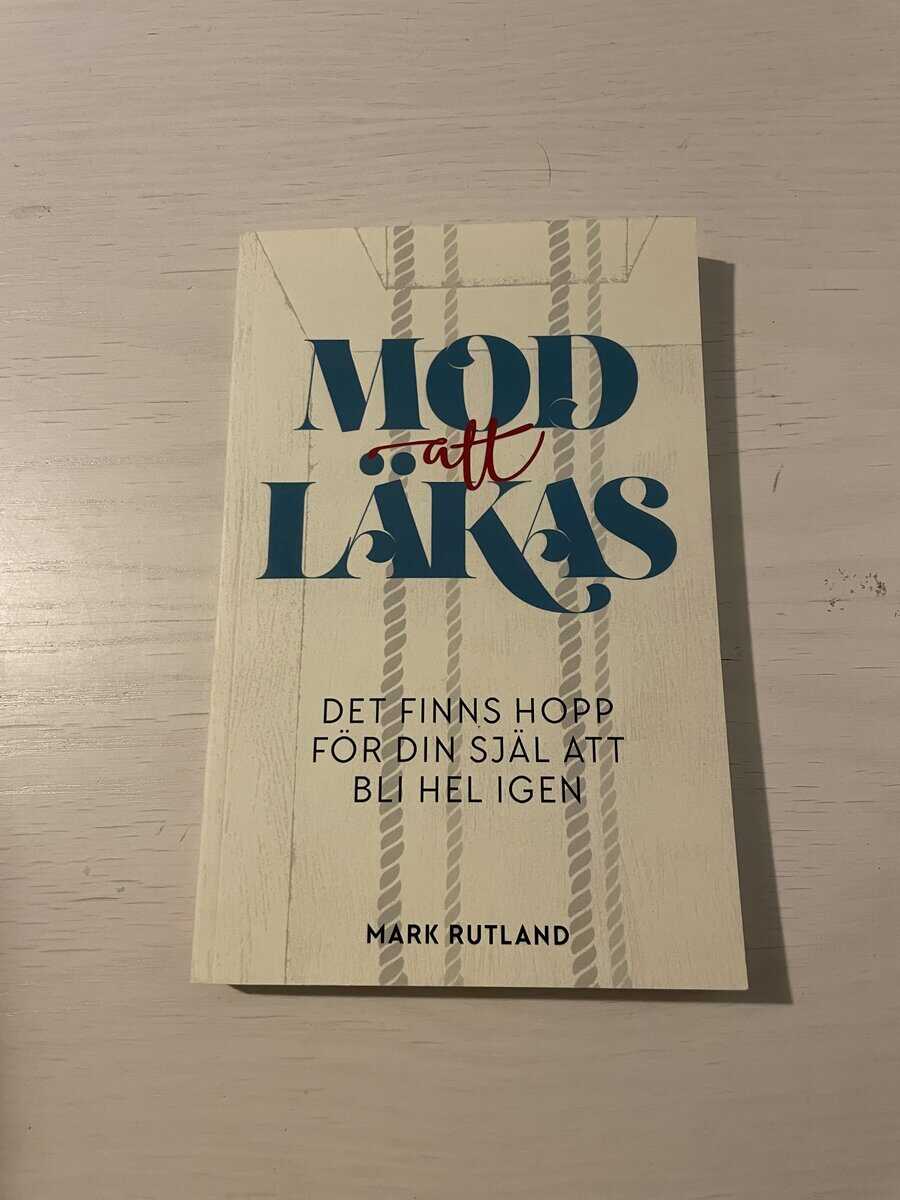 MOD
att
LÄKAS
DET FINNS HOPP
FÖR DIN SJÄL ATT
BLI HEL IGEN
MARK RUTLAND